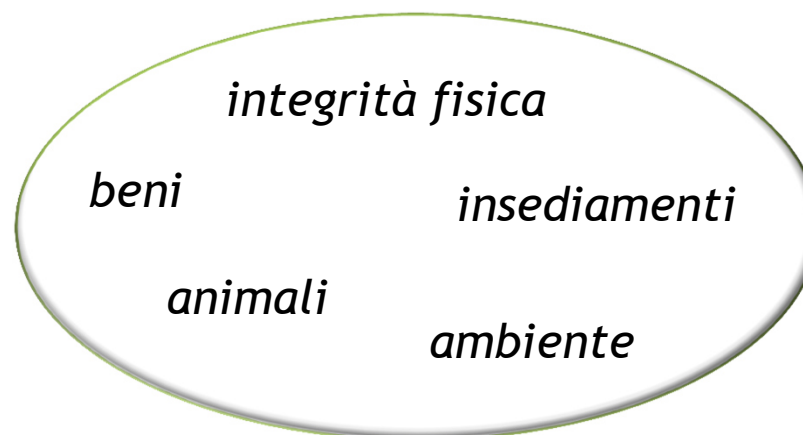 integrità fisica
beni
insediamenti
animali
ambiente